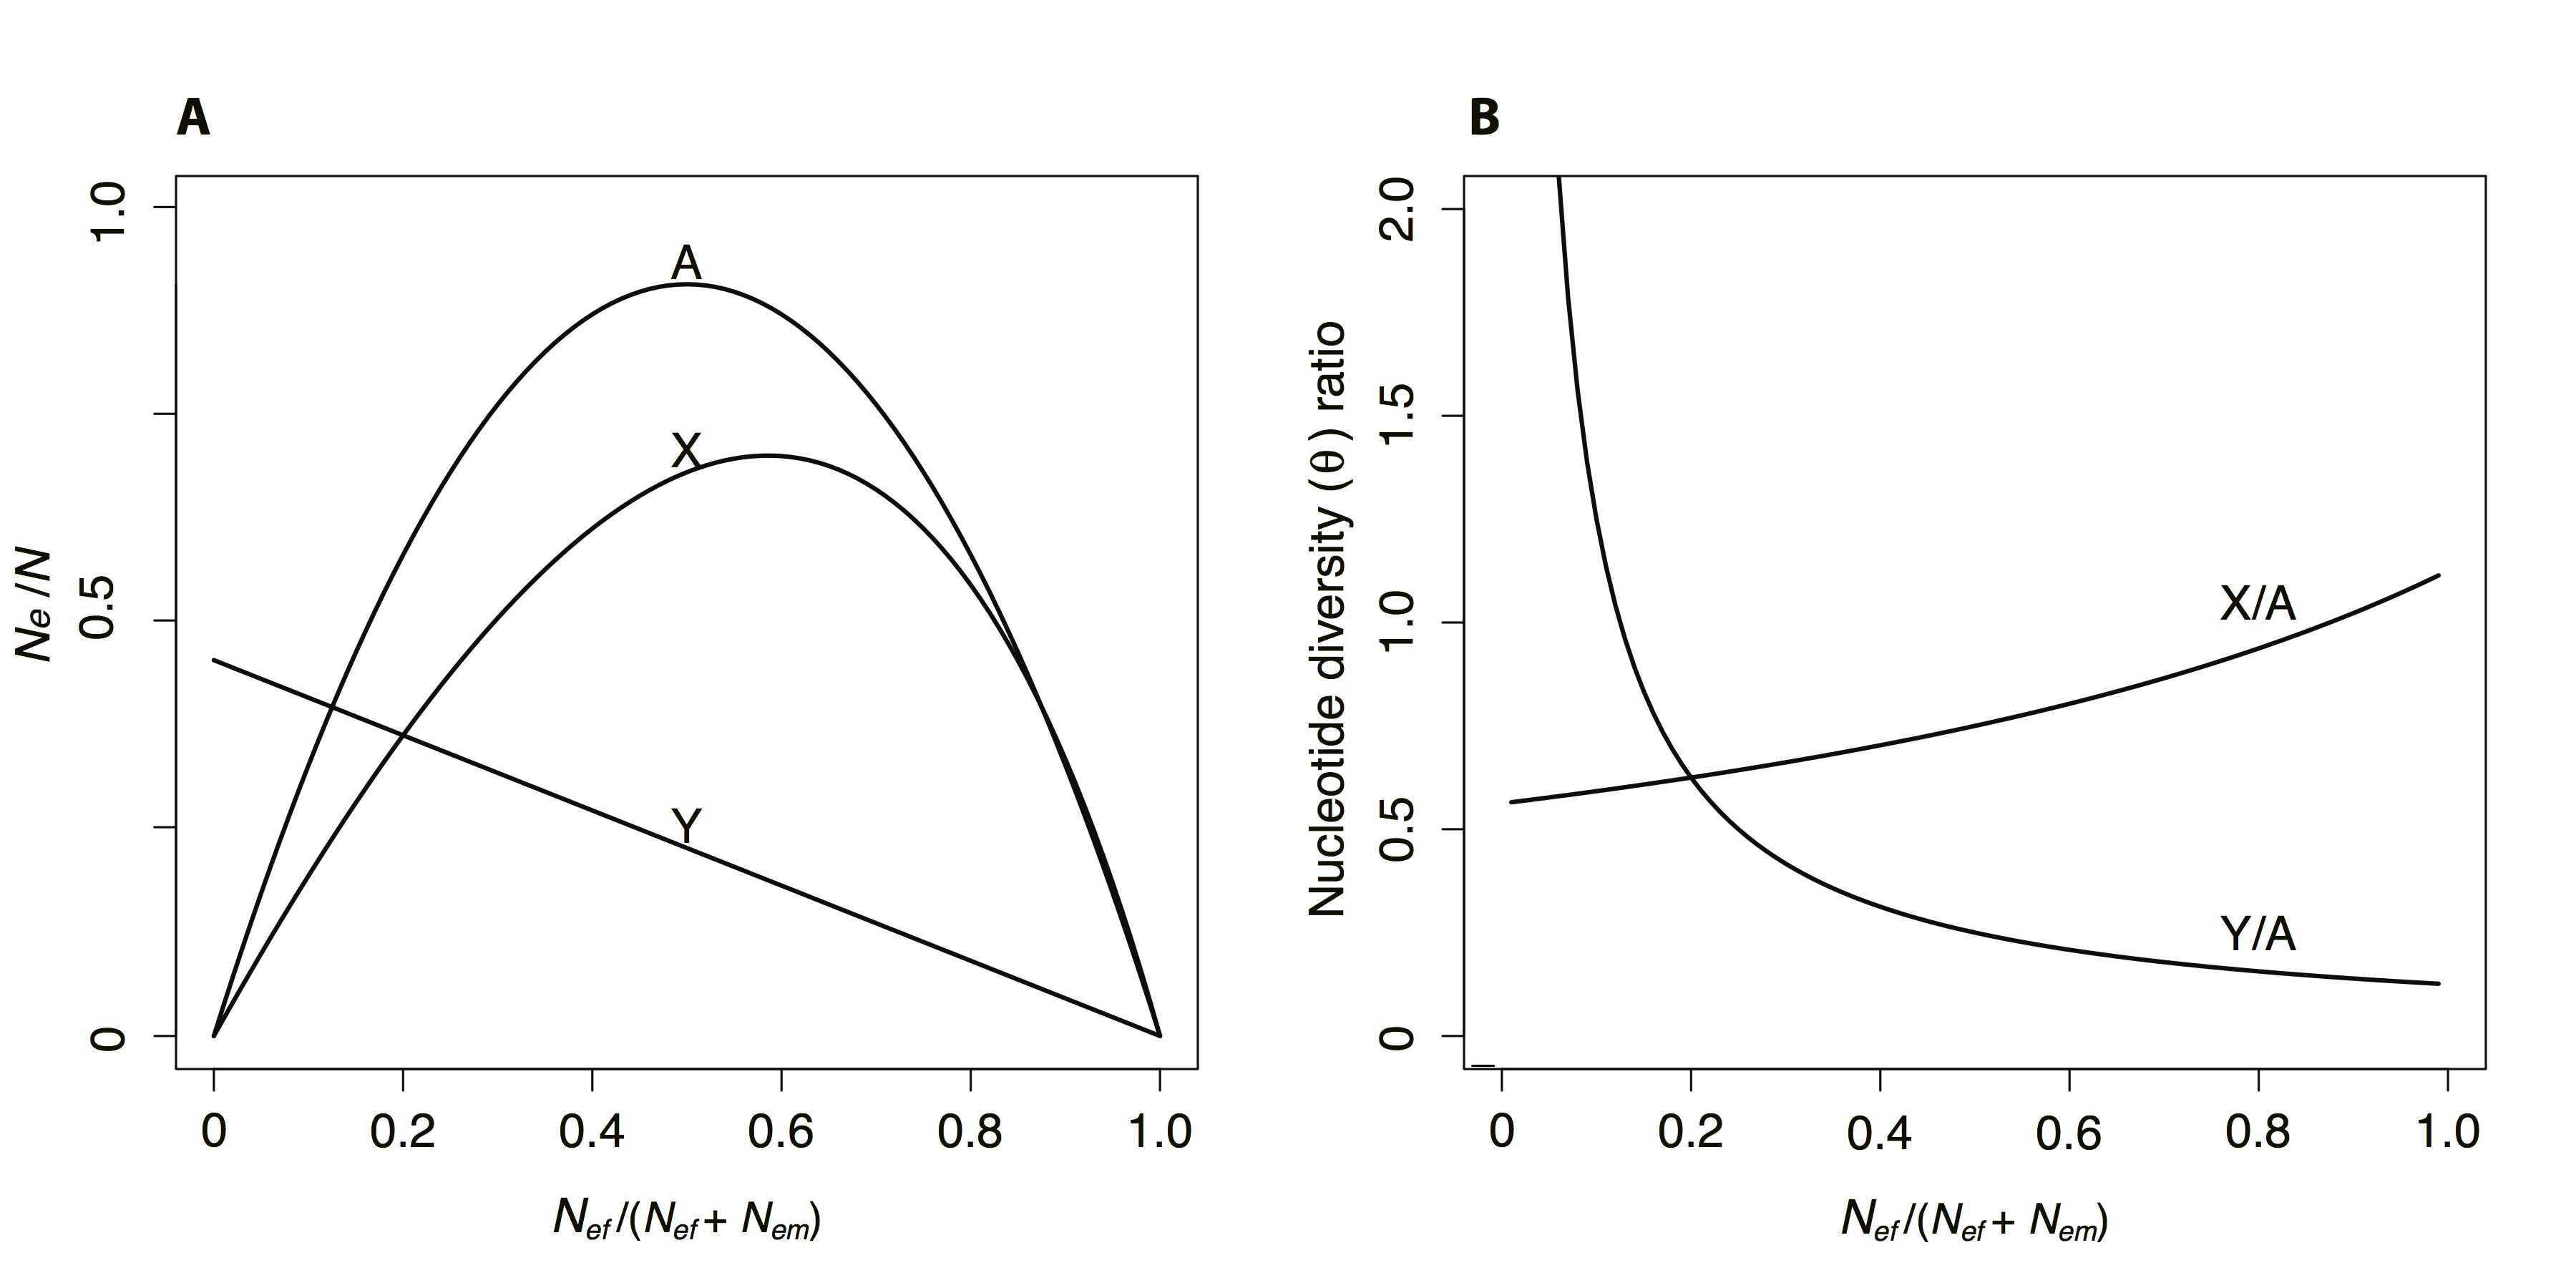 A
1.0
0.5
0
Ne /N
A
X
Y
0 0.2 0.4 0.6 0.8 1.0
Nef /(Nef + Nem)
B
2.0
1.5
1.0
0.5
0
Nucleotide diversity (θ) ratio
X/A
Y/A
0 0.2 0.4 0.6 0.8 1.0
Nef /(Nef + Nem)